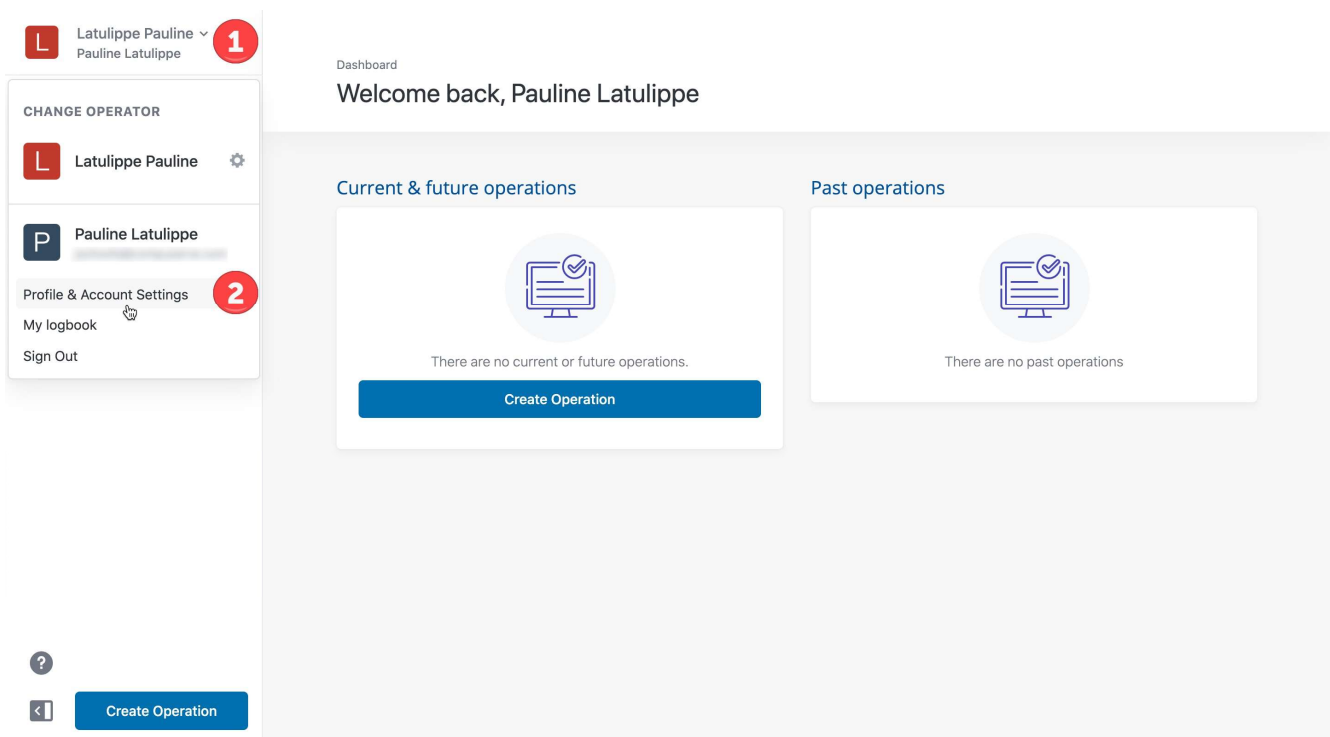 L
Latulippe Pauline
Pauline Latulippe
1
CHANGE OPERATOR
L
Latulippe Pauline
P
Pauline Latulippe
Profile & Account Settings
2
My logbook
Sign Out
?
Create Operation
Dashboard
Welcome back, Pauline Latulippe
Current & future operations
There are no current or future operations.
Create Operation
Past operations
There are no past operations